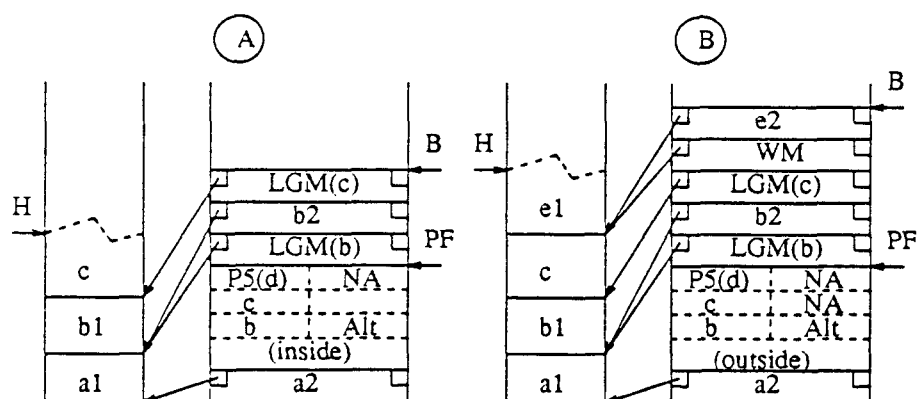 A
B
H
c
b1
a1
B
LGM(c)
b2
LGM(b)
PF
P5(d) NA
c
b Alt
(inside)
a2
H
e1
c
b1
a1
B
e2
WM
LGM(c)
b2
LGM(b)
PF
P5(d) NA
c NA
b Alt
(outside)
a2